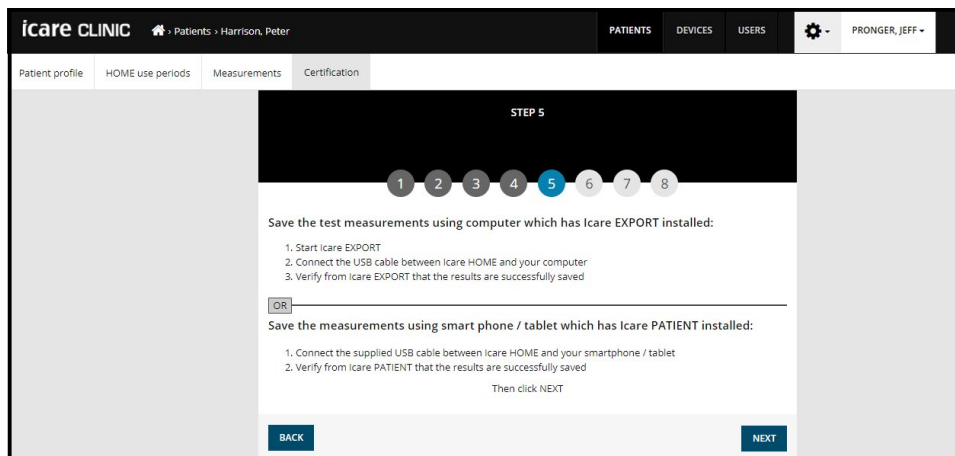 icare CLINIC › Patients › Harrison, Peter PATIENTS DEVICES USERS PRONGER, JEFF
Patient profile HOME use periods Measurements Certification
STEP 5
1 2 3 4 5 6 7 8
Save the test measurements using computer which has Icare EXPORT installed:
1. Start Icare EXPORT
2. Connect the USB cable between Icare HOME and your computer
3. Verify from Icare EXPORT that the results are successfully saved
OR
Save the measurements using smart phone / tablet which has Icare PATIENT installed:
1. Connect the supplied USB cable between Icare HOME and your smartphone / tablet
2. Verify from Icare PATIENT that the results are successfully saved
Then click NEXT
BACK NEXT